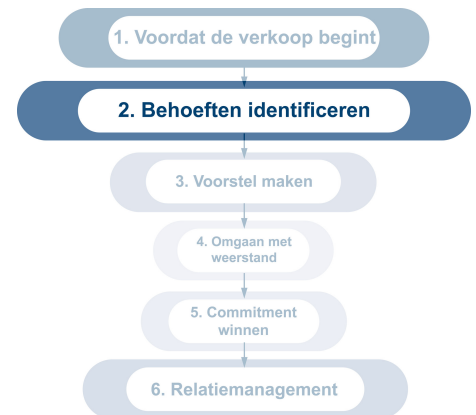 1. Voordat de verkoop begint
2. Behoeften identificeren
3. Voorstel maken
4. Omgaan met
weerstand
5. Commitment
winnen
6. Relatiemanagement